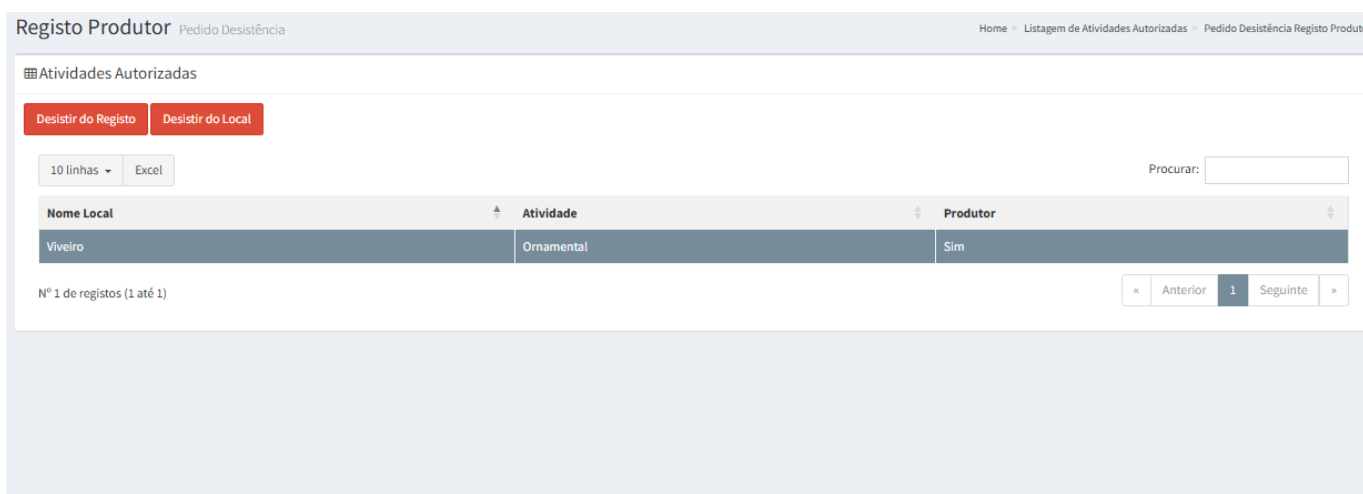 Registo Produtor Pedido Desistência
Home > Listagem de Atividades Autorizadas > Pedido Desistência Registo Produt
Atividades Autorizadas
Desistir do Registo Desistir do Local
10 linhas Excel Procurar:
Nome Local Atividade Produtor
Viveiro Ornamental Sim
Nº 1 de registos (1 até 1) « Anterior 1 Seguinte »